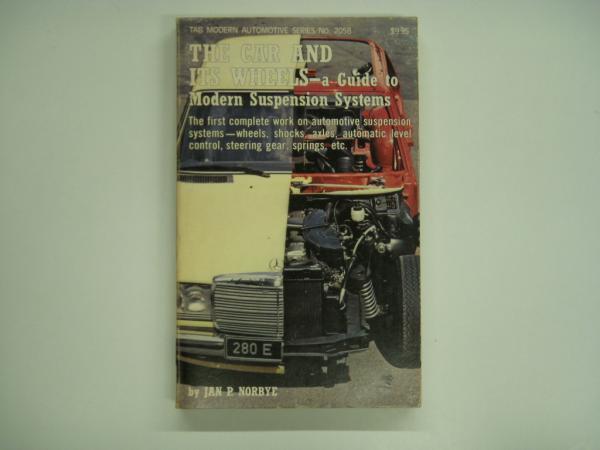 TAB MODERN AUTOMOTIVE SERIES No. 2058 $9.95
THE CAR AND
ITS WHEELS—a Guide to
Modern Suspension Systems
The first complete work on automotive suspension
systems—wheels, shocks, axles, automatic level
control, steering gear, springs, etc.
280 E
by JAN P. NORBYE